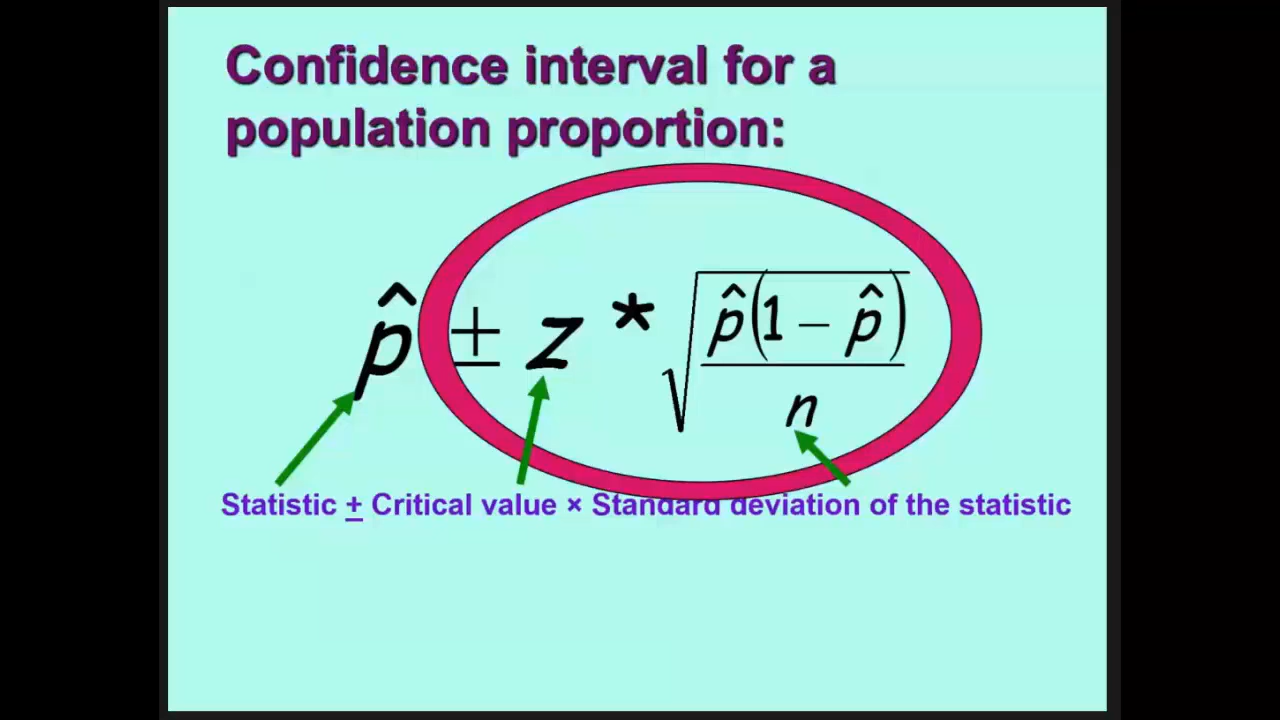 Confidence interval for a
population proportion:
p̂ ± z * √(p̂(1 − p̂)/n)
Statistic ± Critical value × Standard deviation of the statistic